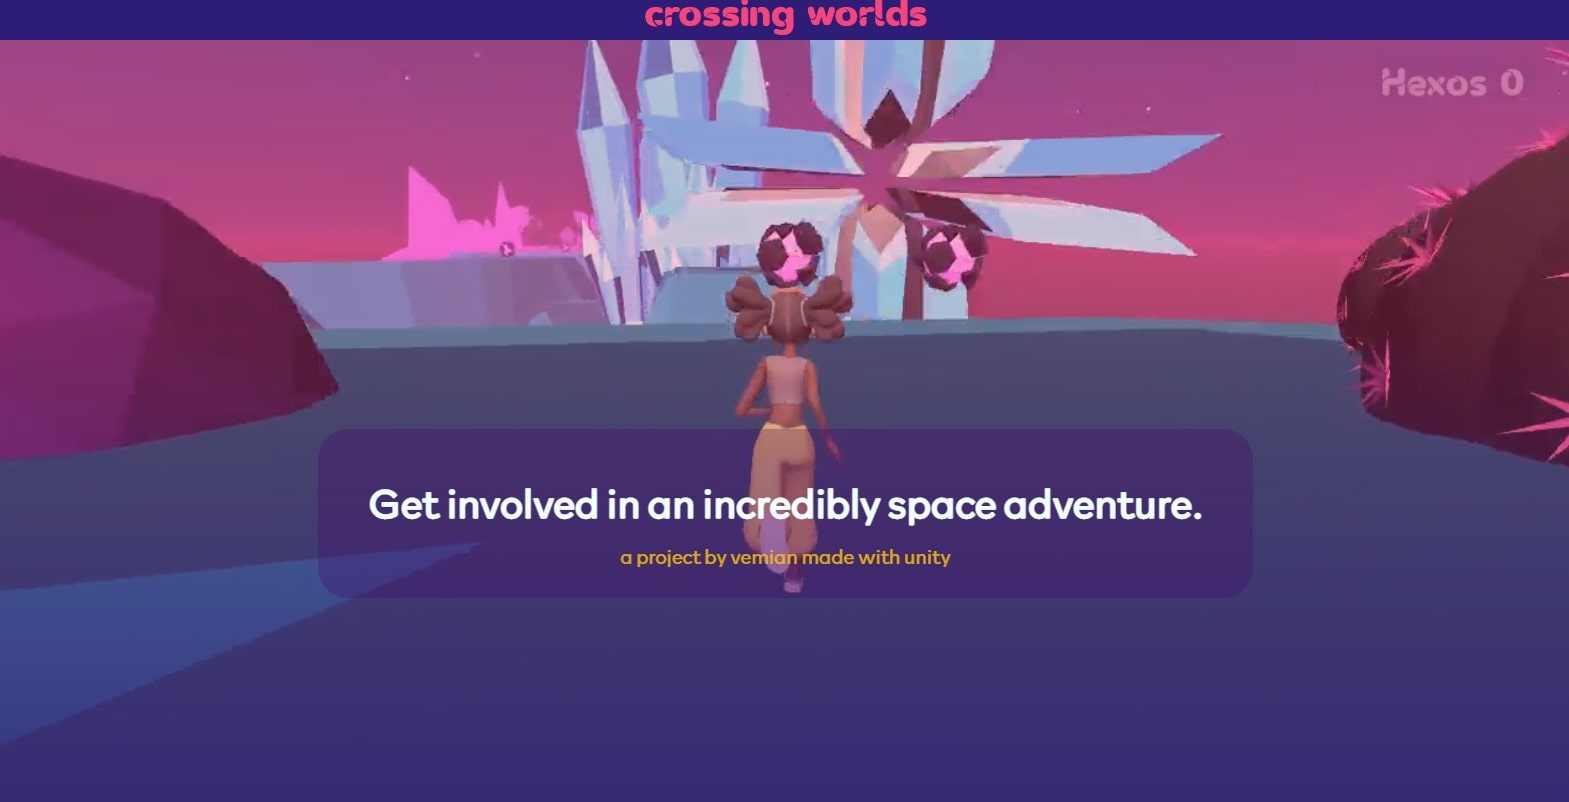 crossing worlds
Hexos 0
Get involved in an incredibly space adventure.
a project by vemian made with unity